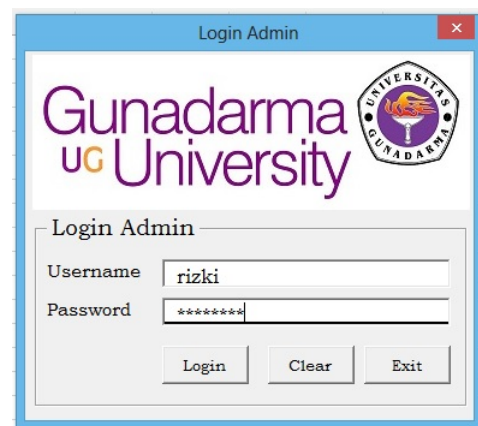 Login Admin
Gunadarma
UG University
UNIVERSITAS
GUNADARMA
Login Admin
Username rizki
Password ********
Login Clear Exit